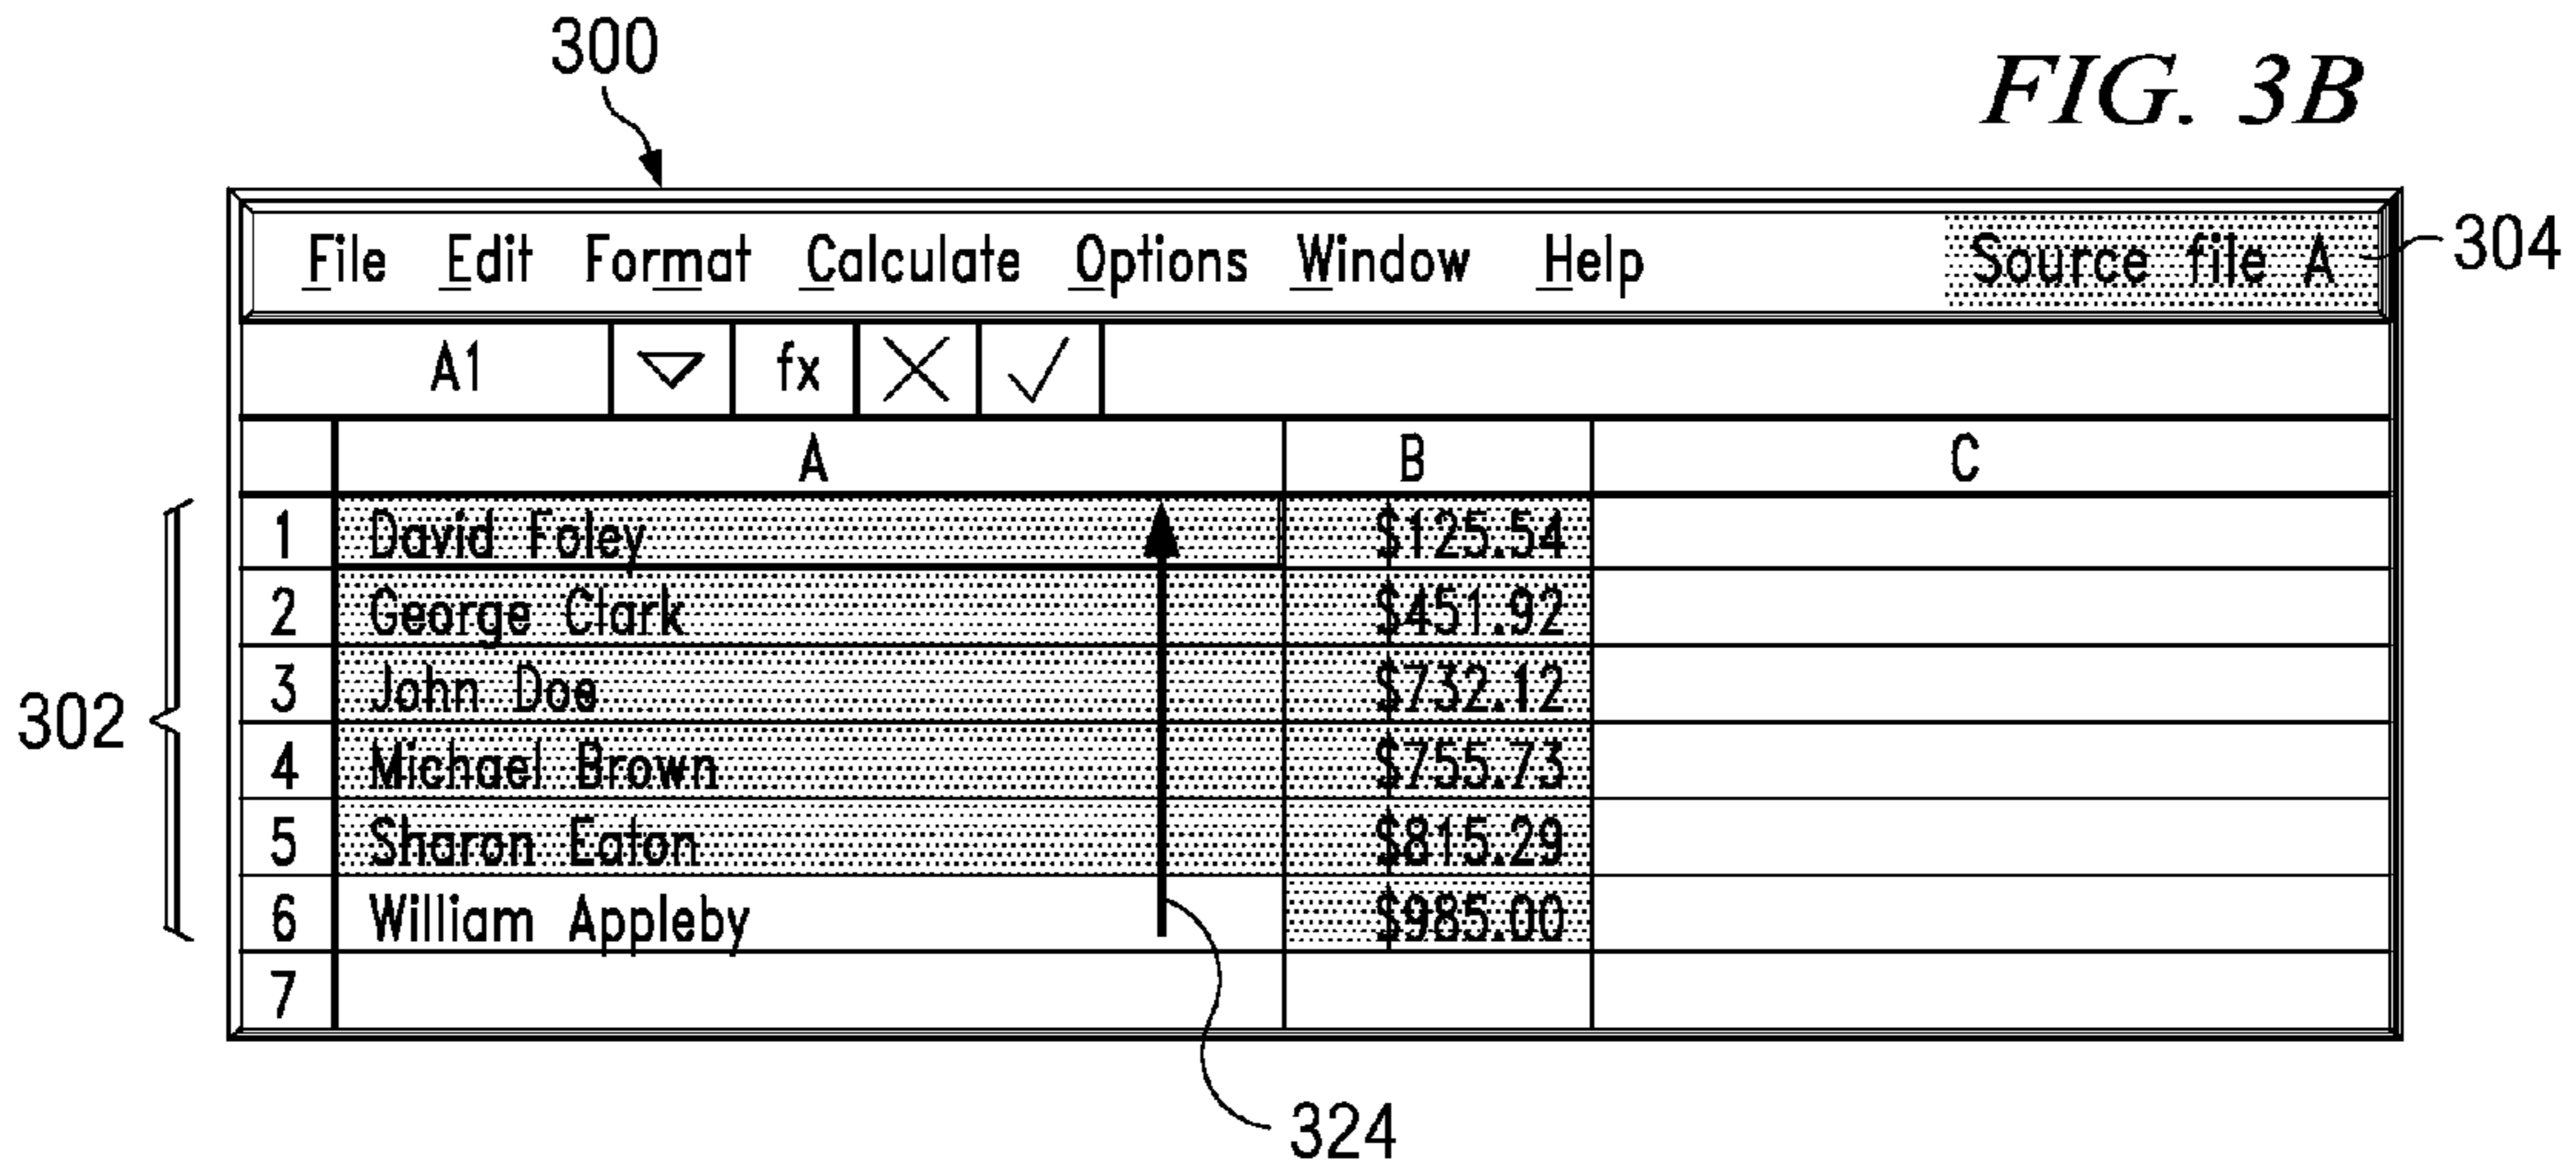 300
FIG. 3B
File Edit Format Calculate Options Window Help Source file A
304
A1 fx
A B C
1 David Foley $125.54
2 George Clark $451.92
302
3 John Doe $732.12
4 Michael Brown $755.73
5 Sharon Eaton $815.29
6 William Appleby $985.00
7
324